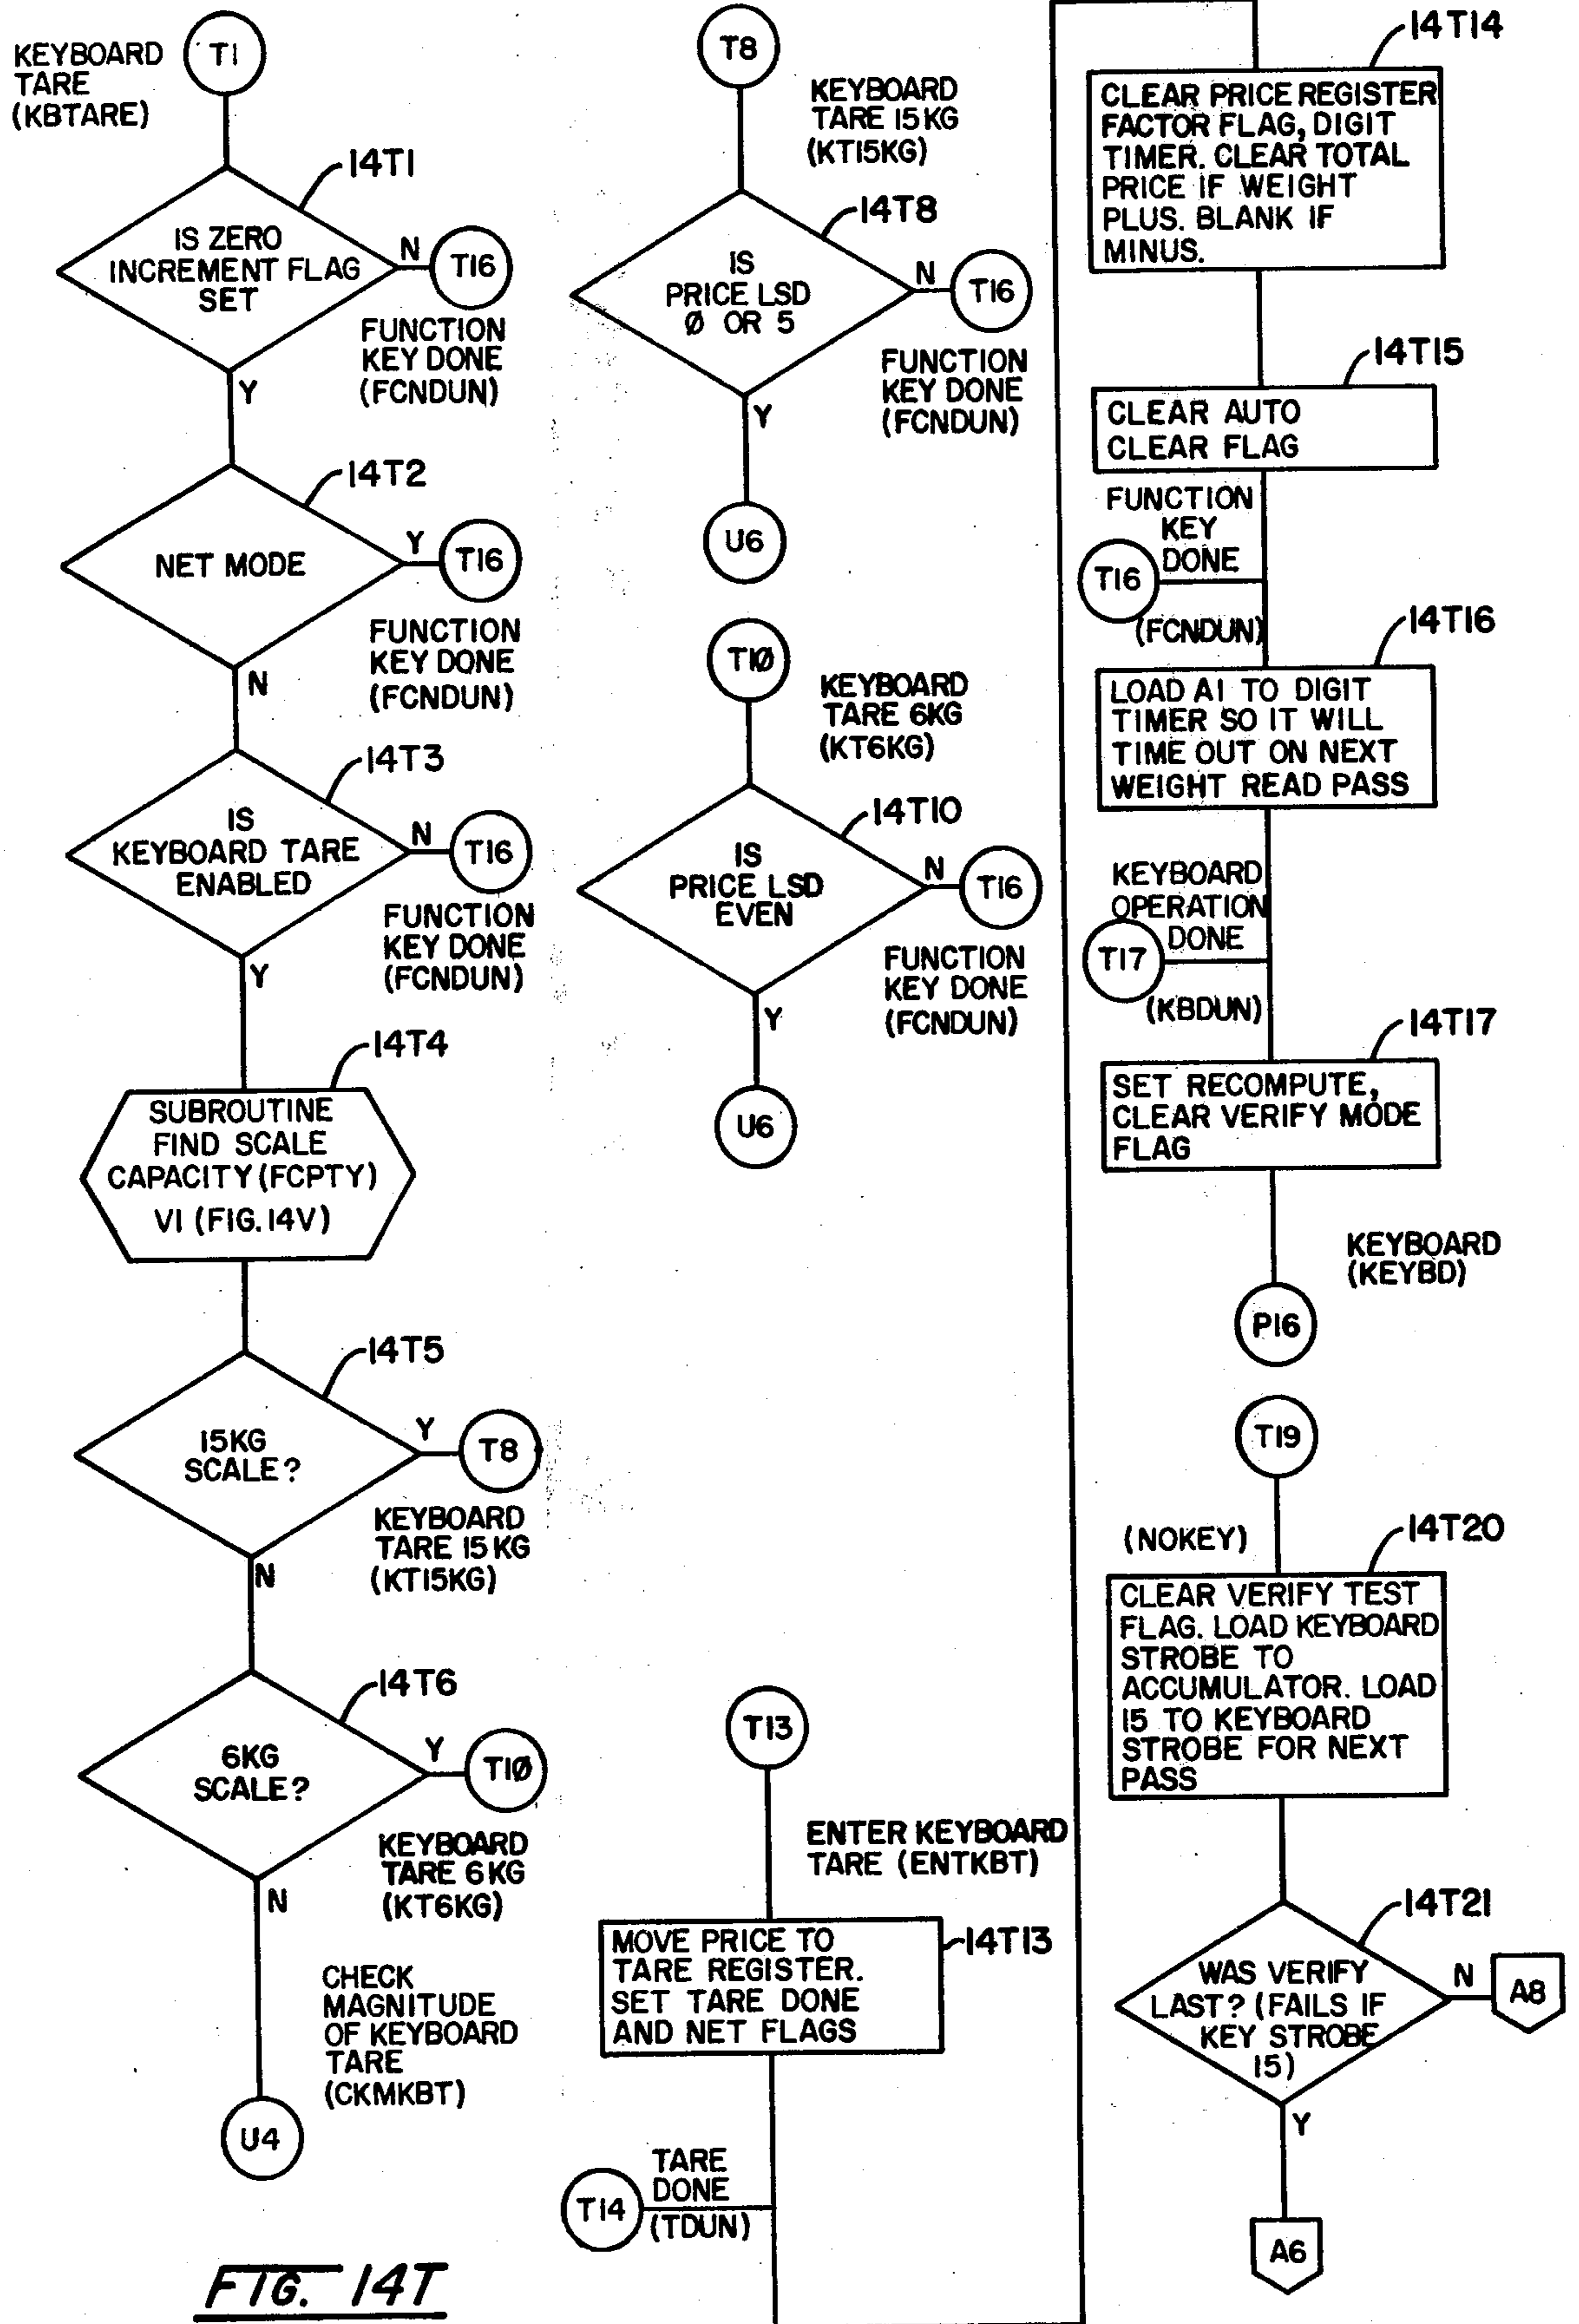 KEYBOARD
TARE
(KBTARE)
T1
14T1
IS ZERO
INCREMENT FLAG
SET
N
T16
FUNCTION
KEY DONE
(FCNDUN)
Y
14T2
NET MODE
Y
T16
FUNCTION
KEY DONE
(FCNDUN)
N
14T3
IS
KEYBOARD TARE
ENABLED
N
T16
FUNCTION
KEY DONE
(FCNDUN)
Y
14T4
SUBROUTINE
FIND SCALE
CAPACITY (FCPTY)
V1 (FIG. 14V)
14T5
15KG
SCALE?
Y
T8
KEYBOARD
TARE 15 KG
(KT15KG)
N
14T6
6KG
SCALE?
Y
T1Ø
KEYBOARD
TARE 6 KG
(KT6KG)
N
CHECK
MAGNITUDE
OF KEYBOARD
TARE
(CKMKBT)
U4
T8
KEYBOARD
TARE 15 KG
(KT15KG)
14T8
IS
PRICE LSD
Ø OR 5
N
T16
FUNCTION
KEY DONE
(FCNDUN)
Y
U6
T1Ø
KEYBOARD
TARE 6KG
(KT6KG)
14T10
IS
PRICE LSD
EVEN
N
T16
FUNCTION
KEY DONE
(FCNDUN)
Y
U6
T13
ENTER KEYBOARD
TARE (ENTKBT)
14T13
MOVE PRICE TO
TARE REGISTER.
SET TARE DONE
AND NET FLAGS
TARE
DONE
T14
(TDUN)
14T14
CLEAR PRICE REGISTER
FACTOR FLAG, DIGIT
TIMER. CLEAR TOTAL
PRICE IF WEIGHT
PLUS. BLANK IF
MINUS.
14T15
CLEAR AUTO
CLEAR FLAG
FUNCTION
KEY
DONE
T16
(FCNDUN)
14T16
LOAD A1 TO DIGIT
TIMER SO IT WILL
TIME OUT ON NEXT
WEIGHT READ PASS
KEYBOARD
OPERATION
DONE
T17
(KBDUN)
14T17
SET RECOMPUTE,
CLEAR VERIFY MODE
FLAG
KEYBOARD
(KEYBD)
P16
T19
(NOKEY)
14T20
CLEAR VERIFY TEST
FLAG. LOAD KEYBOARD
STROBE TO
ACCUMULATOR. LOAD
15 TO KEYBOARD
STROBE FOR NEXT
PASS
14T21
WAS VERIFY
LAST? (FAILS IF
KEY STROBE
15)
N
A8
Y
A6
FIG. 14T